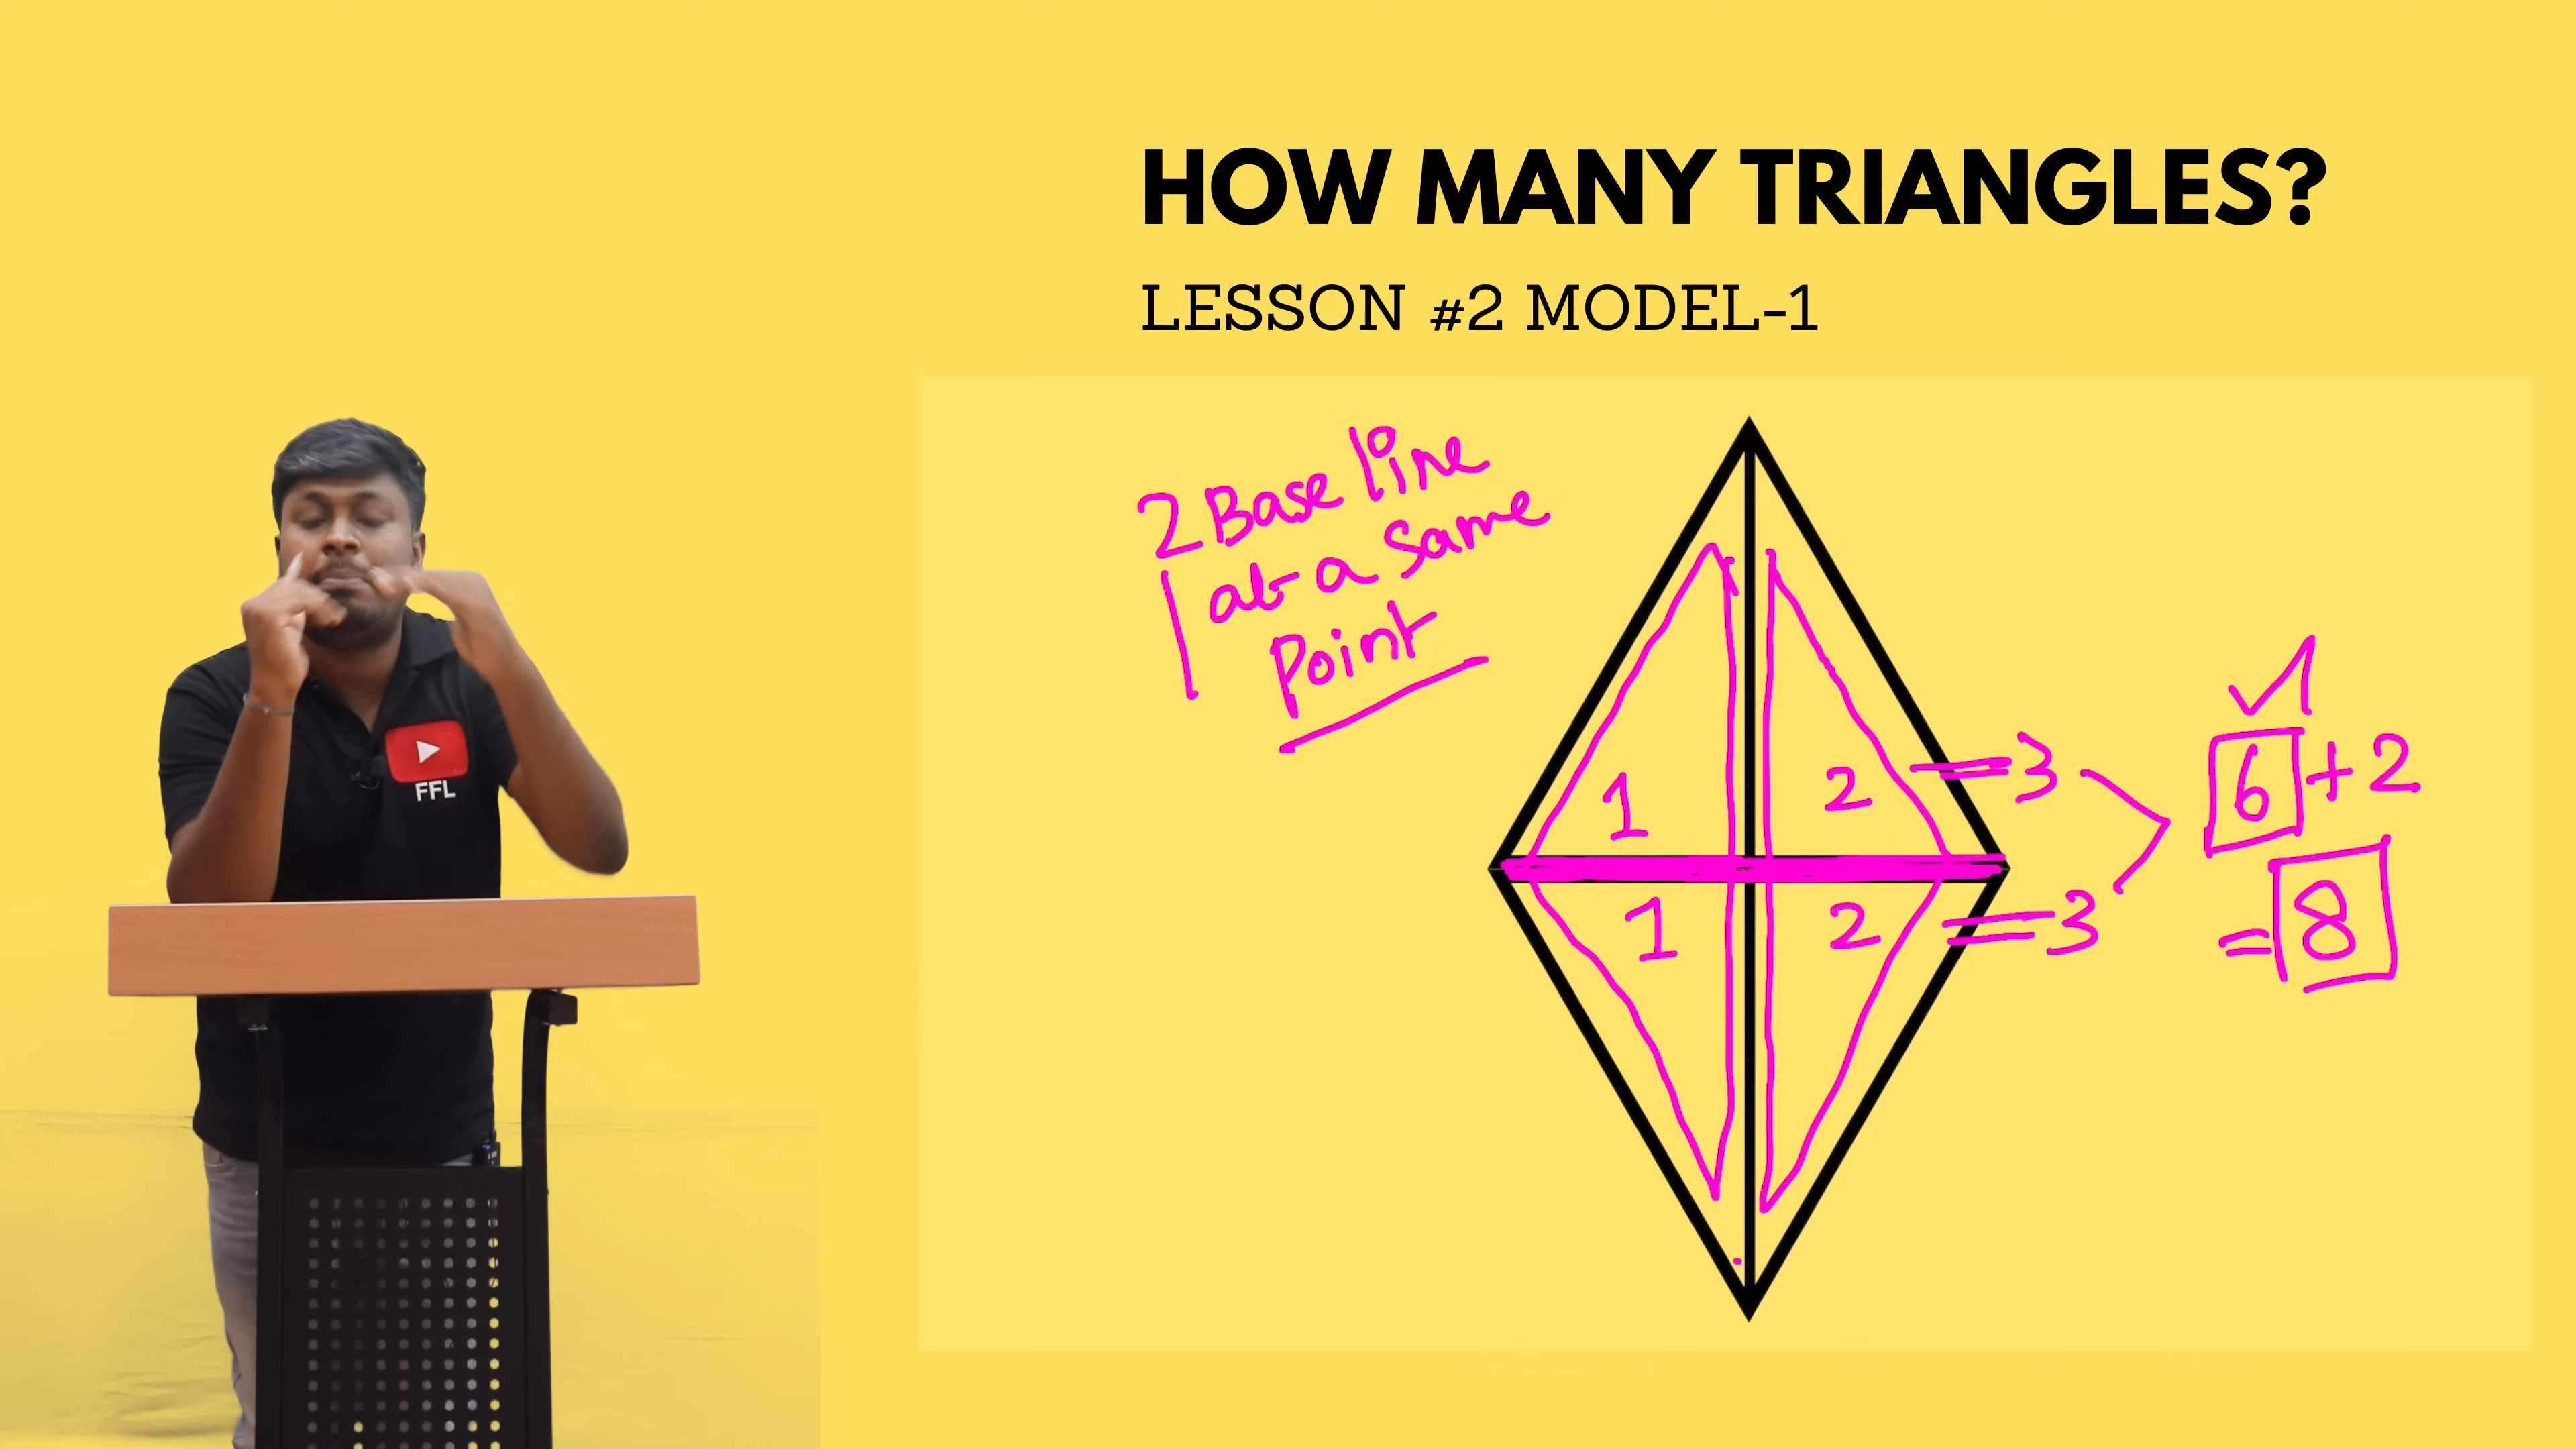 HOW MANY TRIANGLES?
LESSON #2 MODEL-1
2 Base line
at a same
Point
1
2
=3
1
2
=3
6+2
=8
FFL